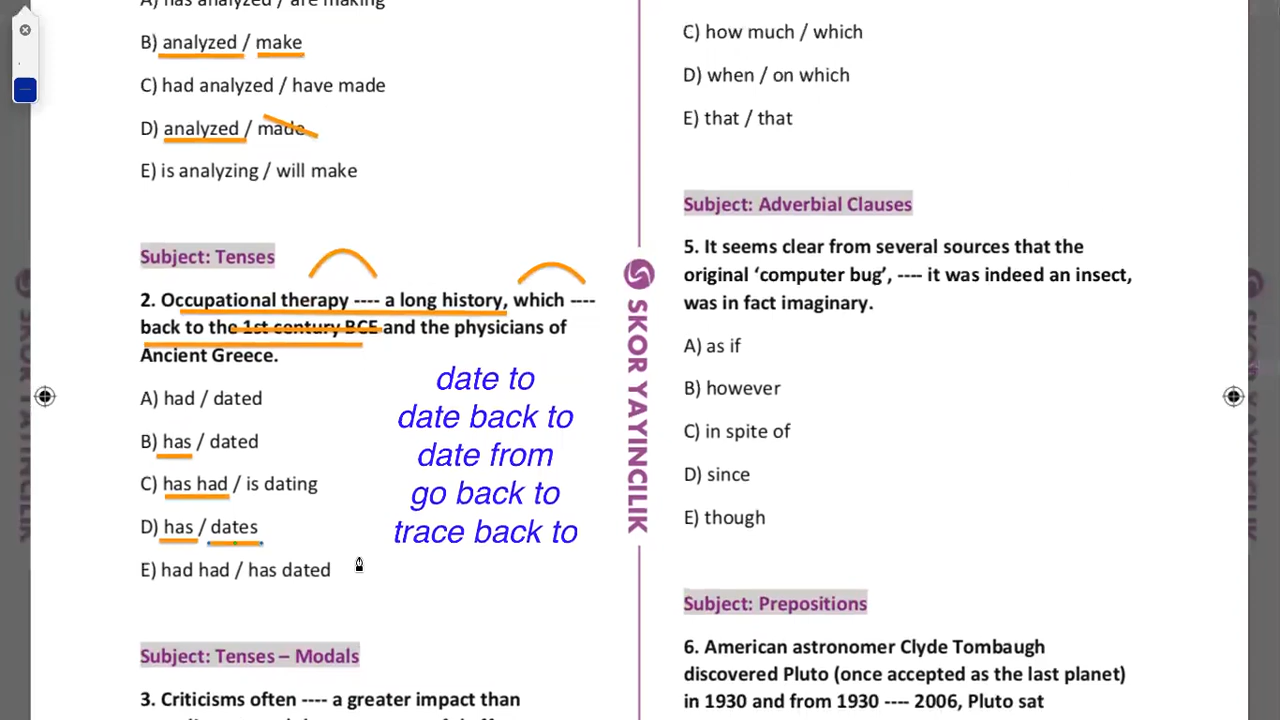 A) has analyzed / are making
B) analyzed / make
C) had analyzed / have made
D) analyzed / made
E) is analyzing / will make
Subject: Tenses
2. Occupational therapy ---- a long history, which ----
back to the 1st century BCE and the physicians of
Ancient Greece.
A) had / dated
B) has / dated
C) has had / is dating
D) has / dates
E) had had / has dated
date to
date back to
date from
go back to
trace back to
Subject: Tenses – Modals
3. Criticisms often ---- a greater impact than
SKOR YAYINCILIK
C) how much / which
D) when / on which
E) that / that
Subject: Adverbial Clauses
5. It seems clear from several sources that the
original ‘computer bug’, ---- it was indeed an insect,
was in fact imaginary.
A) as if
B) however
C) in spite of
D) since
E) though
Subject: Prepositions
6. American astronomer Clyde Tombaugh
discovered Pluto (once accepted as the last planet)
in 1930 and from 1930 ---- 2006, Pluto sat